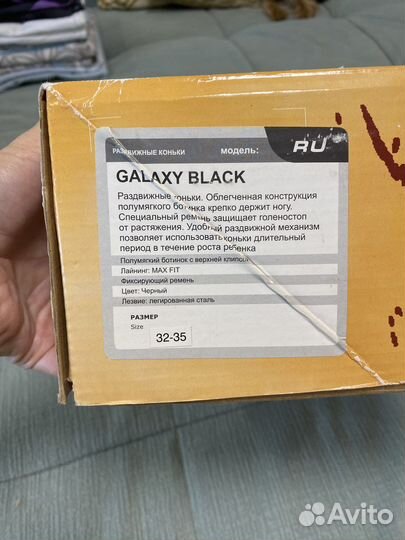 РАЗДВИЖНЫЕ КОНЬКИ модель: RU
GALAXY BLACK
Раздвижные коньки. Облегченная конструкция
полумягкого ботинка крепко держит ногу.
Специальный ремень защищает голеностоп
от растяжения. Удобный раздвижной механизм
позволяет использовать коньки длительный
период в течение роста ребенка
Полумягкий ботинок с верхней клипсой
Лайнинг: MAX FIT
Фиксирующий ремень
Цвет: Черный
Лезвие: легированная сталь
РАЗМЕР
Size
32-35
Avito